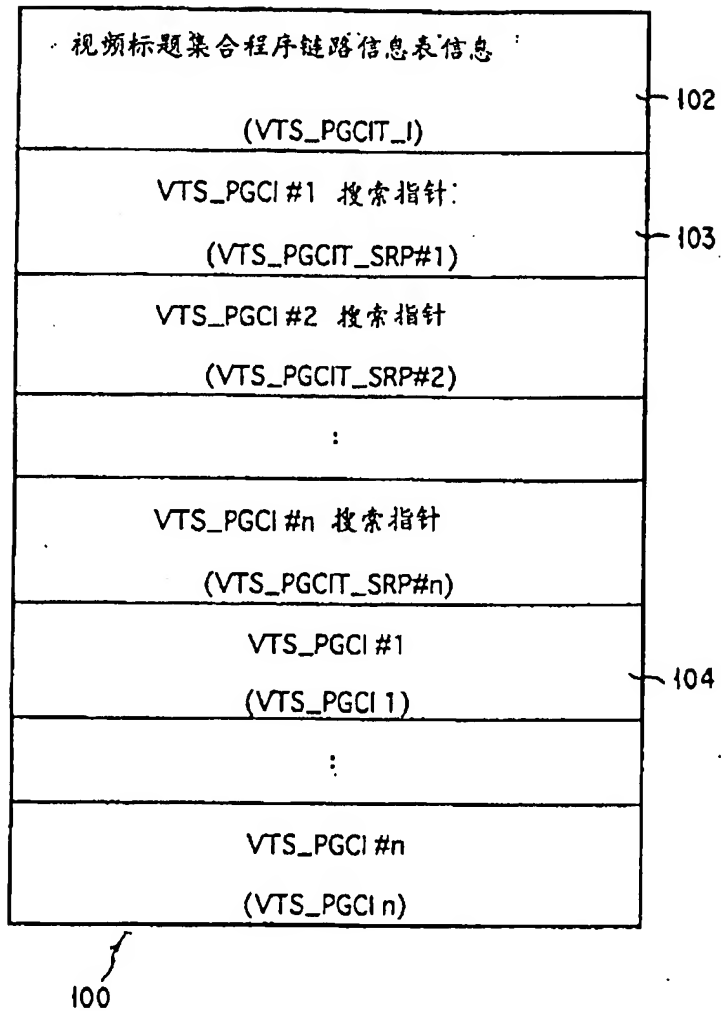 视频标题集合程序链路信息表信息
102
(VTS_PGCIT_I)
VTS_PGCI #1 搜索指针
103
(VTS_PGCIT_SRP#1)
VTS_PGCI #2 搜索指针
(VTS_PGCIT_SRP#2)
:
VTS_PGCI #n 搜索指针
(VTS_PGCIT_SRP#n)
VTS_PGCI #1
104
(VTS_PGCI 1)
:
VTS_PGCI #n
(VTS_PGCI n)
100